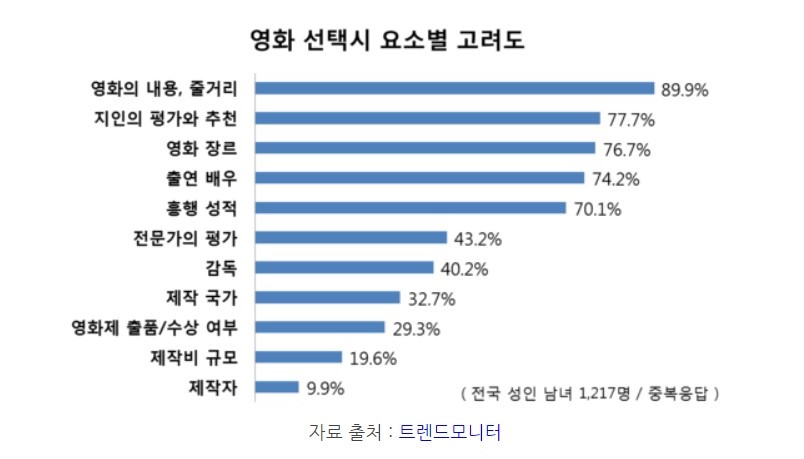 영화 선택시 요소별 고려도
영화의 내용, 줄거리 89.9%
지인의 평가와 추천 77.7%
영화 장르 76.7%
출연 배우 74.2%
흥행 성적 70.1%
전문가의 평가 43.2%
감독 40.2%
제작 국가 32.7%
영화제 출품/수상 여부 29.3%
제작비 규모 19.6%
제작자 9.9%
( 전국 성인 남녀 1,217명 / 중복응답 )
자료 출처 : 트렌드모니터